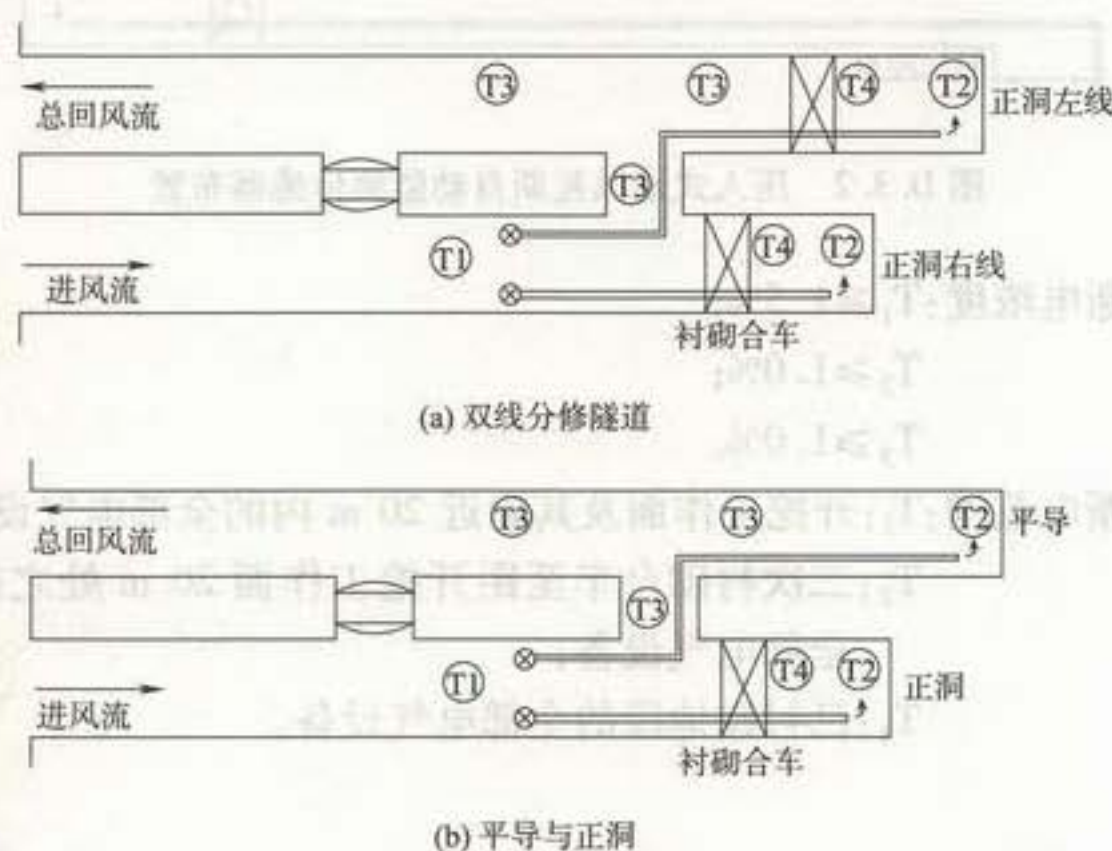 T3 T3 T4 T2
总回风流
正洞左线
T3
T1 T4 T2
正洞右线
进风流
衬砌合车
(a) 双线分修隧道
T3 T3 T2
平导
总回风流
T3
T1 T4 T2
正洞
进风流
衬砌合车
(b) 平导与正洞